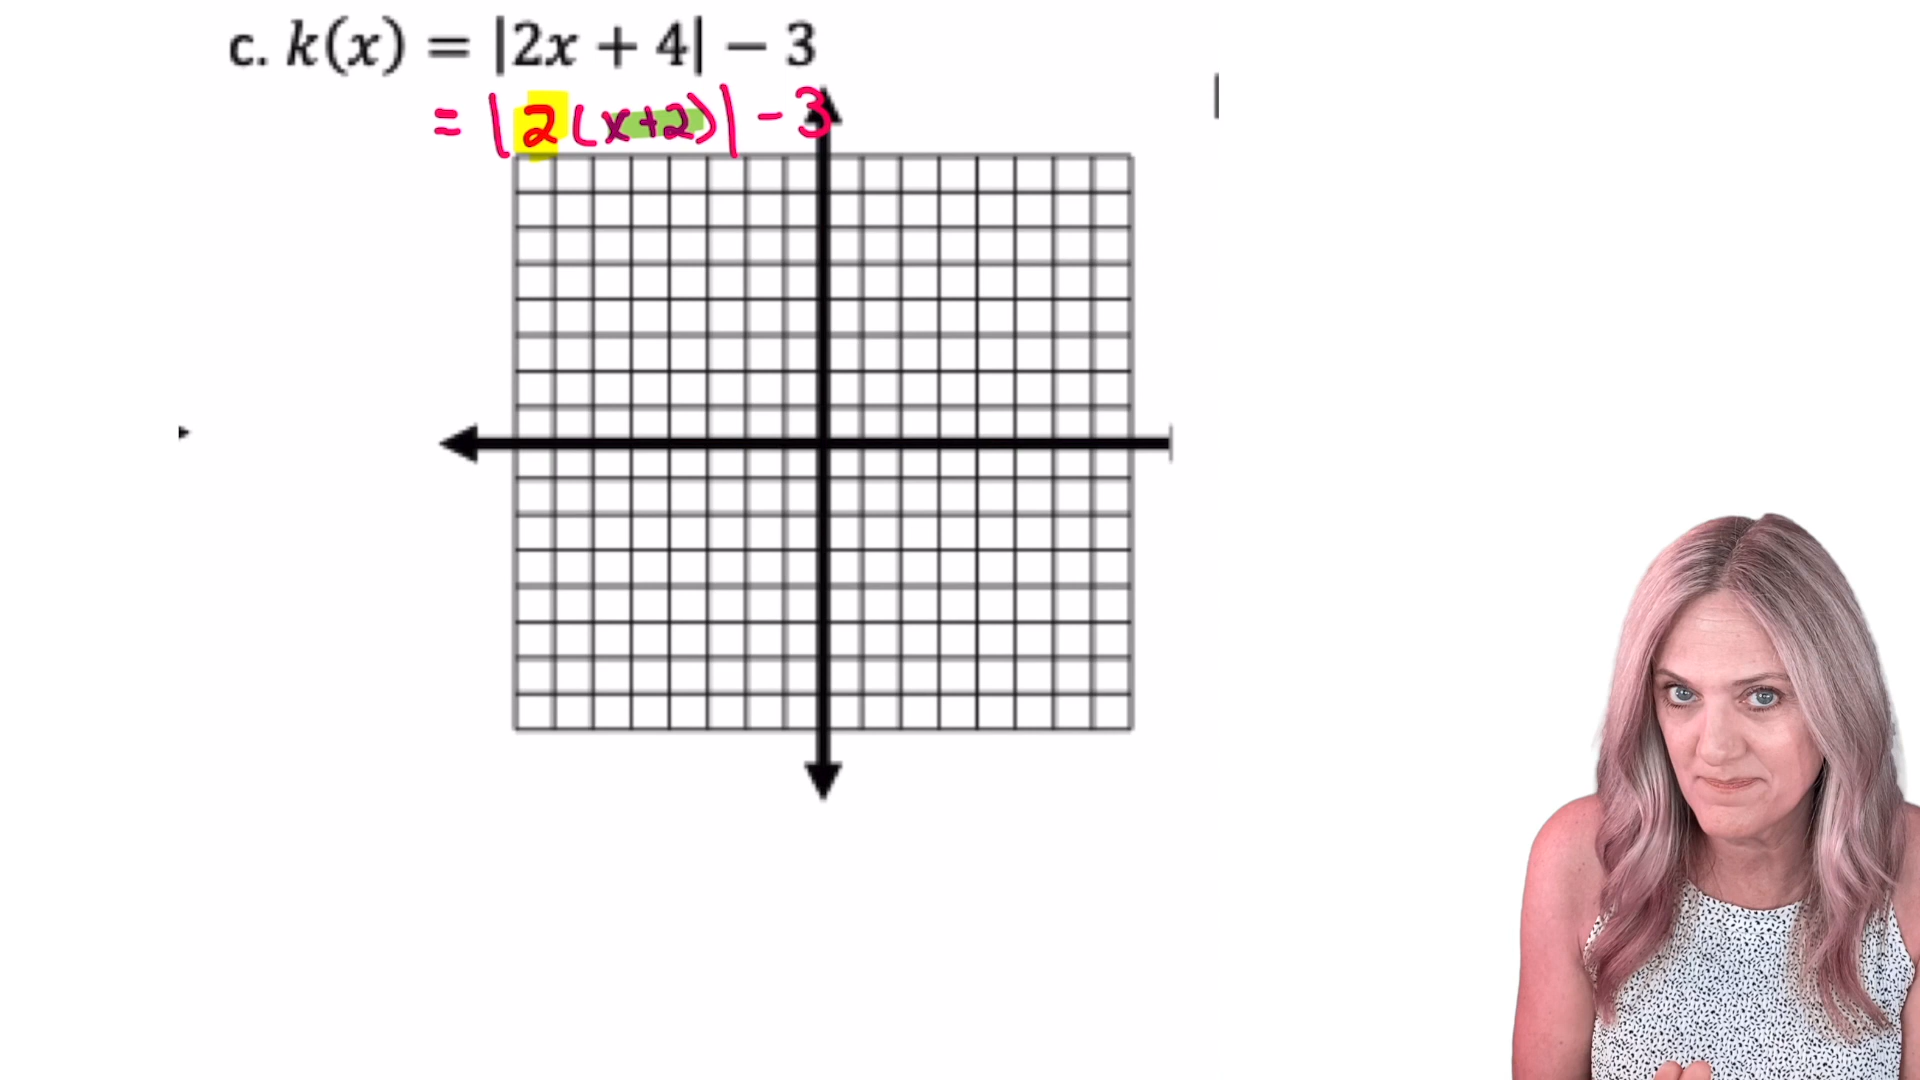 c. k(x) = |2x + 4| − 3
= |2(x+2)| - 3